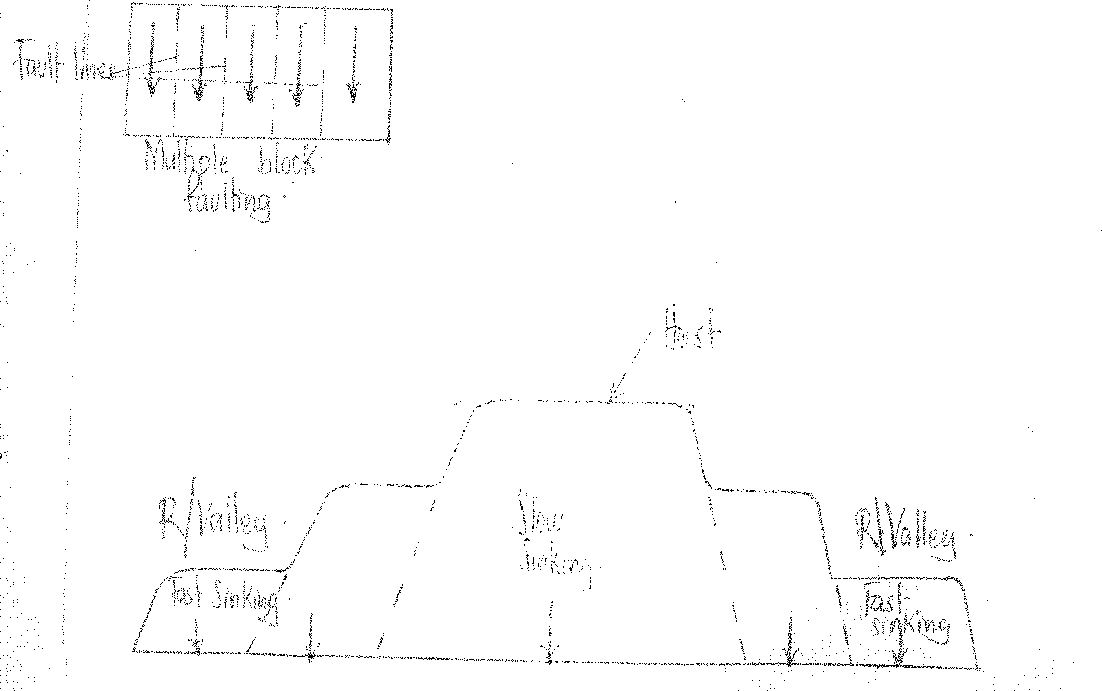 Fault lines
Multiple block
faulting.
Horst
R/Valley
Slow
sinking.
R/Valley.
Fast Sinking
Fast
sinking